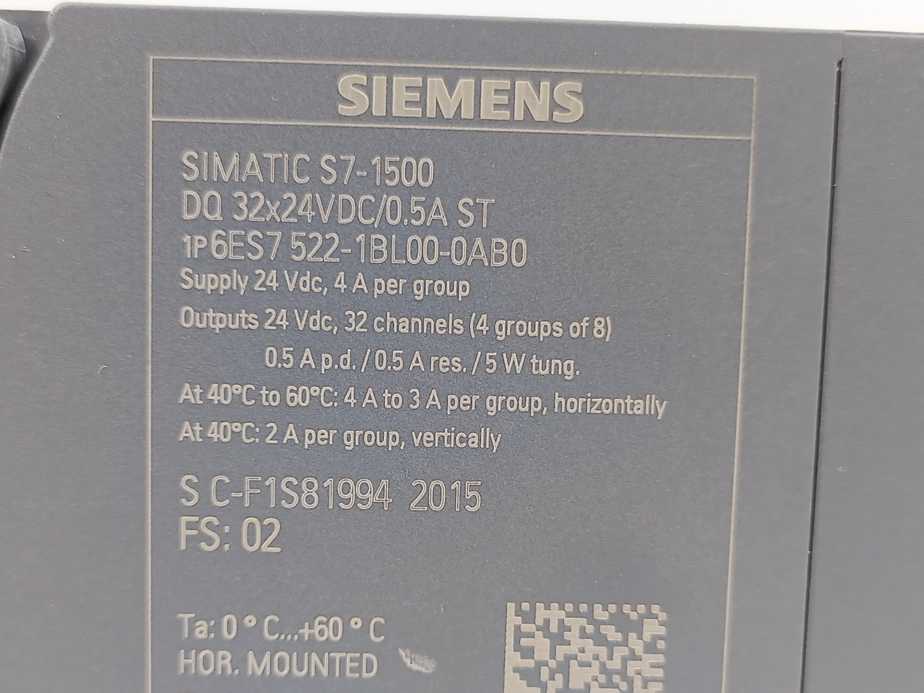 SIEMENS
SIMATIC S7-1500
DQ 32x24VDC/0.5A ST
1P6ES7 522-1BL00-0AB0
Supply 24 Vdc, 4 A per group
Outputs 24 Vdc, 32 channels (4 groups of 8)
0.5 A p.d. / 0.5 A res. / 5 W tung.
At 40°C to 60°C: 4 A to 3 A per group, horizontally
At 40°C: 2 A per group, vertically
S C-F1S81994 2015
FS: 02
Ta: 0 ° C...+60 ° C
HOR. MOUNTED